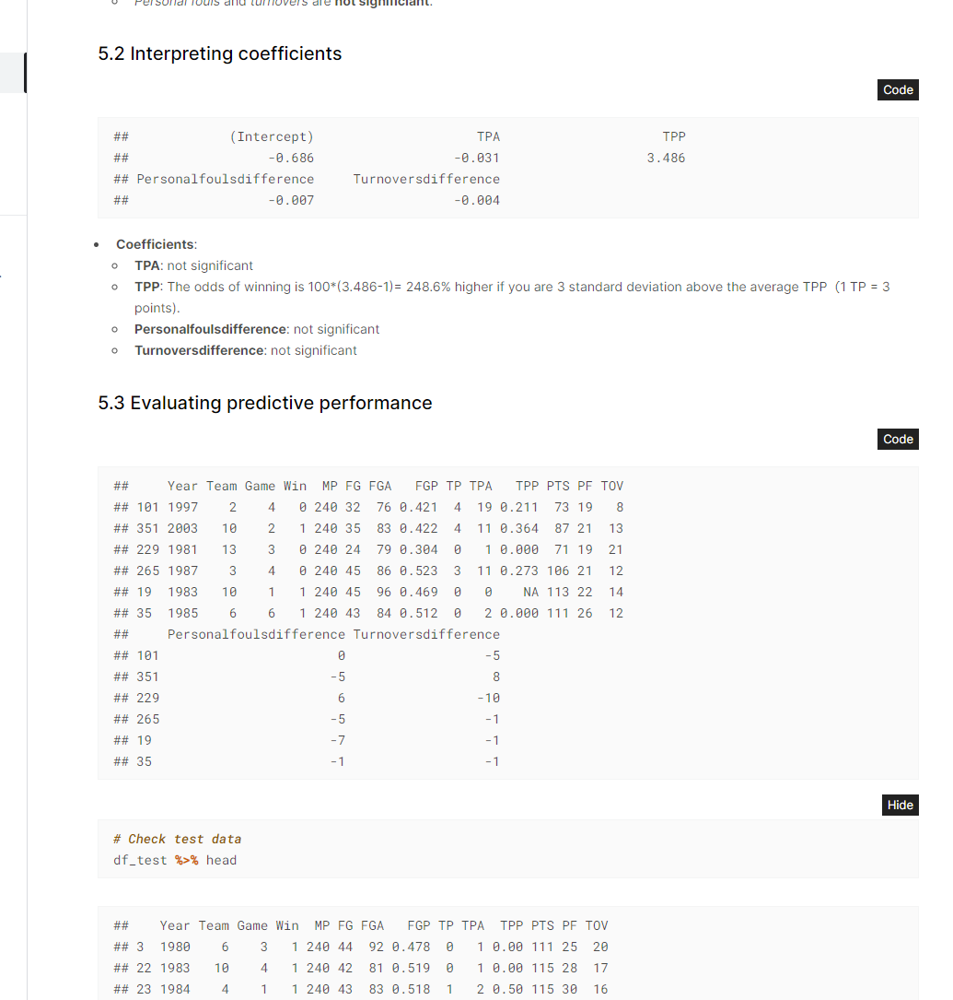 Personal fouls and turnovers are not significiant.
5.2 Interpreting coefficients
Code
## (Intercept) TPA TPP
## -0.686 -0.031 3.486
## Personalfoulsdifference Turnoversdifference
## -0.007 -0.004
Coefficients:
TPA: not significant
TPP: The odds of winning is 100*(3.486-1)= 248.6% higher if you are 3 standard deviation above the average TPP (1 TP = 3
points).
Personalfoulsdifference: not significant
Turnoversdifference: not significant
5.3 Evaluating predictive performance
Code
## Year Team Game Win MP FG FGA FGP TP TPA TPP PTS PF TOV
## 101 1997 2 4 0 240 32 76 0.421 4 19 0.211 73 19 8
## 351 2003 10 2 1 240 35 83 0.422 4 11 0.364 87 21 13
## 229 1981 13 3 0 240 24 79 0.304 0 1 0.000 71 19 21
## 265 1987 3 4 0 240 45 86 0.523 3 11 0.273 106 21 12
## 19 1983 10 1 1 240 45 96 0.469 0 0 NA 113 22 14
## 35 1985 6 6 1 240 43 84 0.512 0 2 0.000 111 26 12
## Personalfoulsdifference Turnoversdifference
## 101 0 -5
## 351 -5 8
## 229 6 -10
## 265 -5 -1
## 19 -7 -1
## 35 -1 -1
Hide
# Check test data
df_test %>% head
## Year Team Game Win MP FG FGA FGP TP TPA TPP PTS PF TOV
## 3 1980 6 3 1 240 44 92 0.478 0 1 0.00 111 25 20
## 22 1983 10 4 1 240 42 81 0.519 0 1 0.00 115 28 17
## 23 1984 4 1 1 240 43 83 0.518 1 2 0.50 115 30 16